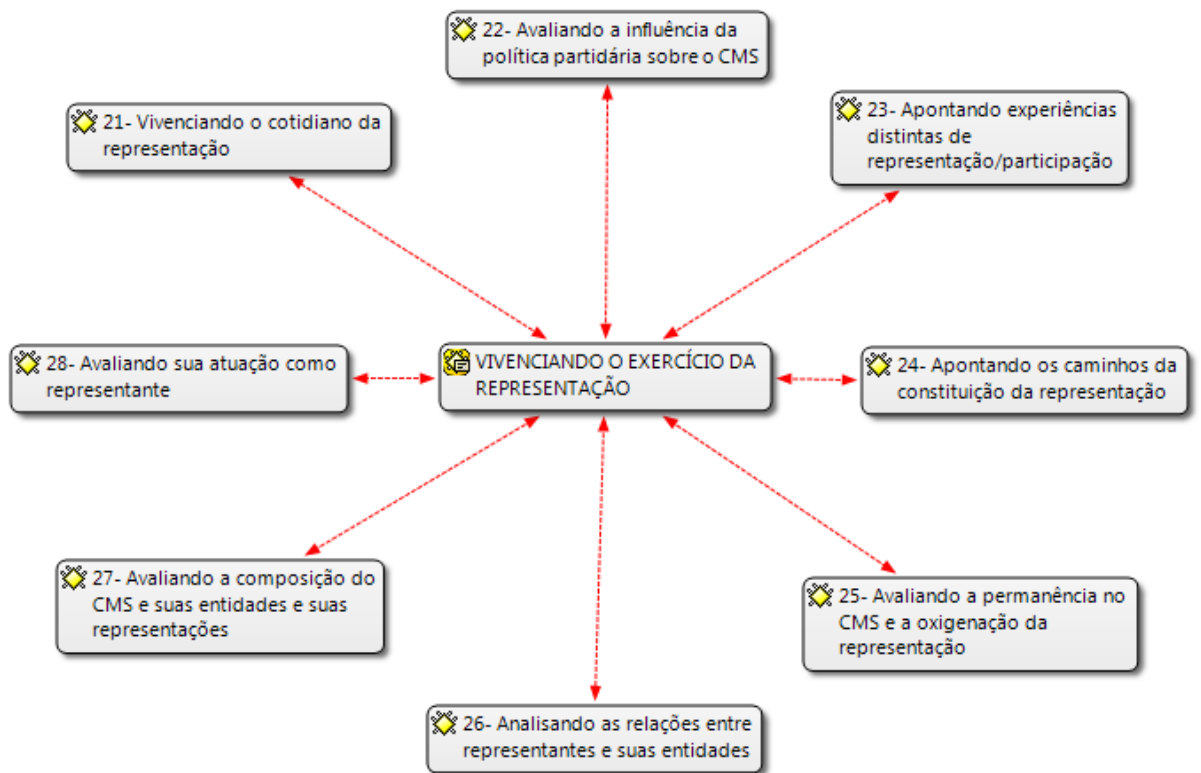 22- Avaliando a influência da
política partidária sobre o CMS
21- Vivenciando o cotidiano da
representação
23- Apontando experiências
distintas de
representação/participação
28- Avaliando sua atuação como
representante
VIVENCIANDO O EXERCÍCIO DA
REPRESENTAÇÃO
24- Apontando os caminhos da
constituição da representação
27- Avaliando a composição do
CMS e suas entidades e suas
representações
25- Avaliando a permanência no
CMS e a oxigenação da
representação
26- Analisando as relações entre
representantes e suas entidades